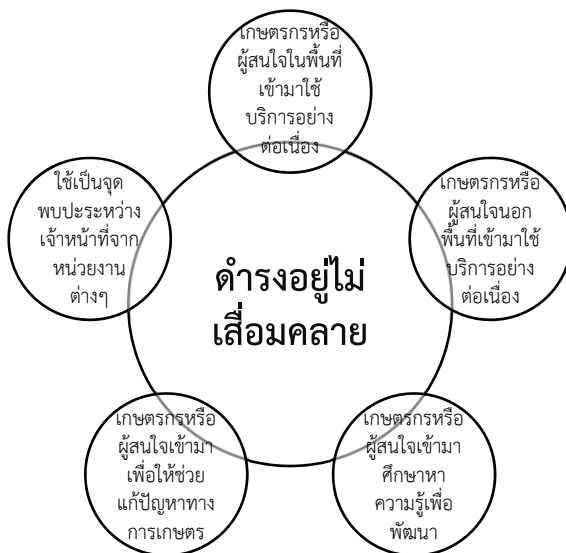 เกษตรกรหรือ
ผู้สนใจในพื้นที่
เข้ามาใช้
บริการอย่าง
ต่อเนื่อง
เกษตรกรหรือ
ผู้สนใจนอก
พื้นที่เข้ามาใช้
บริการอย่าง
ต่อเนื่อง
เกษตรกรหรือ
ผู้สนใจเข้ามา
ศึกษาหา
ความรู้เพื่อ
พัฒนา
เกษตรกรหรือ
ผู้สนใจเข้ามา
เพื่อให้ช่วย
แก้ปัญหาทาง
การเกษตร
ใช้เป็นจุด
พบปะระหว่าง
เจ้าหน้าที่จาก
หน่วยงาน
ต่างๆ
ดำรงอยู่ไม่
เสื่อมคลาย